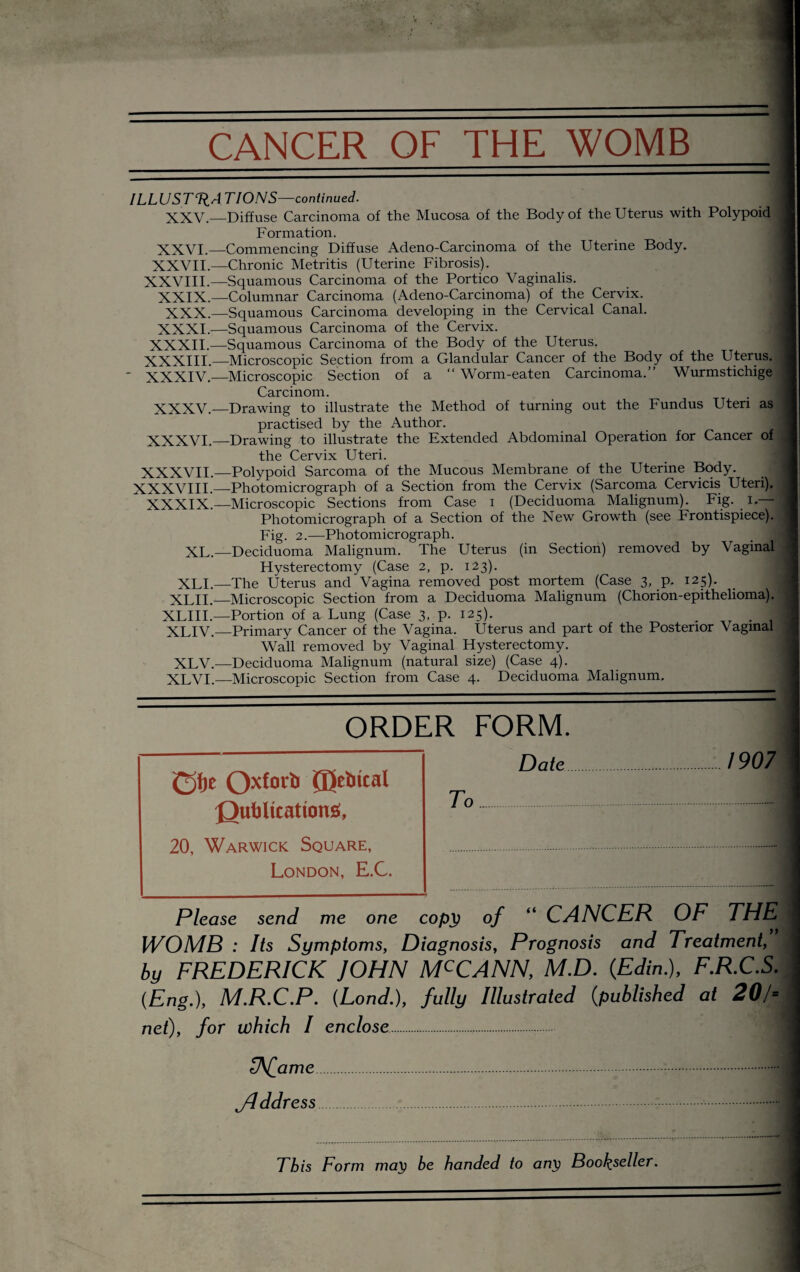 CANCER OF THE WOMB
ILLUSTRATIONS—continued.
XXV.—Diffuse Carcinoma of the Mucosa of the Body of the Uterus with Polypoid
Formation.
XXVI.—Commencing Diffuse Adeno-Carcinoma of the Uterine Body.
XXVII.—Chronic Metritis (Uterine Fibrosis).
XXVIII.—Squamous Carcinoma of the Portico Vaginalis.
XXIX.—Columnar Carcinoma (Adeno-Carcinoma) of the Cervix.
XXX.—Squamous Carcinoma developing in the Cervical Canal.
XXXI.—Squamous Carcinoma of the Cervix.
XXXII.—Squamous Carcinoma of the Body of the Uterus.
XXXIII.—Microscopic Section from a Glandular Cancer of the Body of the Uterus.
XXXIV.—Microscopic Section of a “Worm-eaten Carcinoma.” Wurmstichige
Carcinom.
XXXV.—Drawing to illustrate the Method of turning out the Fundus Uteri as
practised by the Author.
XXXVI.—Drawing to illustrate the Extended Abdominal Operation for Cancer of
the Cervix Uteri.
XXXVII.—Polypoid Sarcoma of the Mucous Membrane of the Uterine Body.
XXXVIII.—Photomicrograph of a Section from the Cervix (Sarcoma Cervicis Uteri).
XXXIX.—Microscopic Sections from Case 1 (Deciduoma Malignum). Fig. 1.—
Photomicrograph of a Section of the New Growth (see Frontispiece).
Fig. 2.—Photomicrograph.
XL.—Deciduoma Malignum. The Uterus (in Section) removed by Vaginal
Hysterectomy (Case 2, p. 123).
XLI.—The Uterus and Vagina removed post mortem (Case 3, p. 125).
XLII.—Microscopic Section from a Deciduoma Malignum (Chorion-epithelioma).
XLIII.—Portion of a Lung (Case 3, p. 125).
XLIV.—Primary Cancer of the Vagina. Uterus and part of the Posterior Vaginal
Wall removed by Vaginal Hysterectomy.
XLV.—Deciduoma Malignum (natural size) (Case 4).
XLVI.—Microscopic Section from Case 4. Deciduoma Malignum.
ORDER FORM.
The Oxford Medical
Publications,
20, Warwick Square,
London, E.C.
Date 1907
To
Please send me one copy of “CANCER OF THE
WOMB : Its Symptoms, Diagnosis, Prognosis and Treatment,”
by FREDERICK JOHN McCANN, M.D. (Edin.), F.R.C.S.
(Eng.), M.R.C.P. (Lond.), fully Illustrated (published at 20/=
net), for which I enclose
Name
Address
This Form may be handed to any Bookseller.